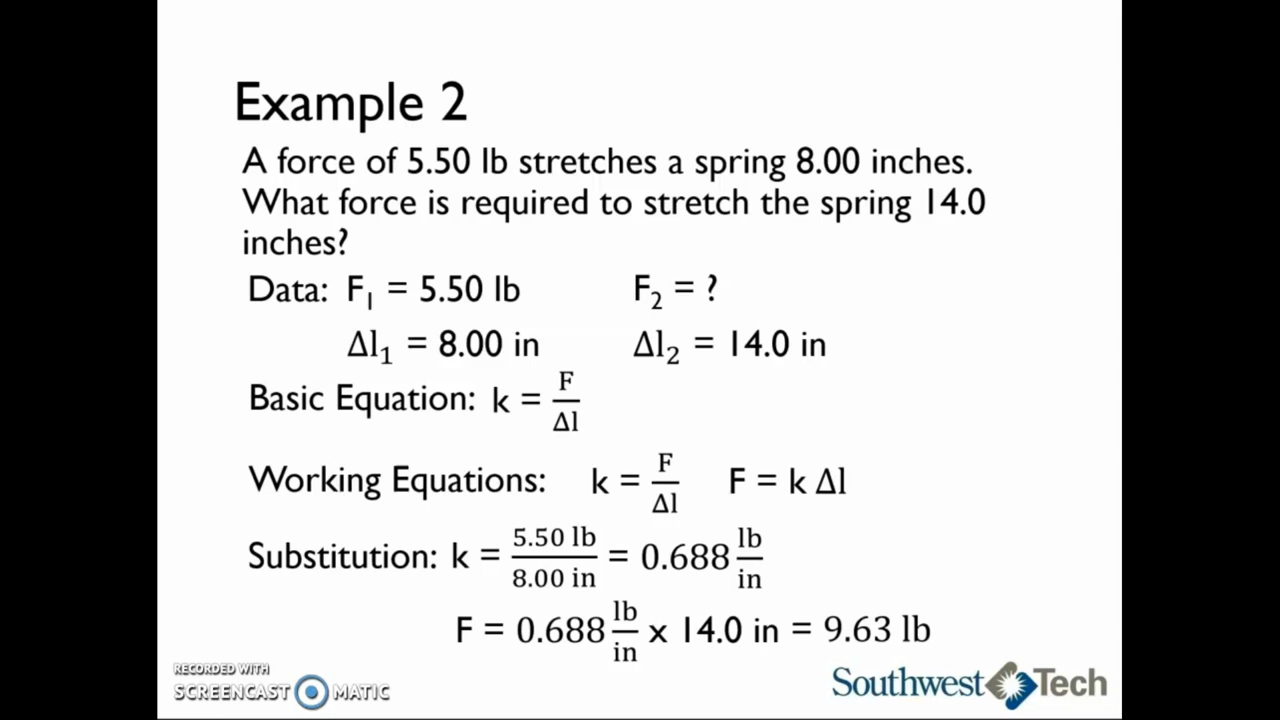 Example 2
A force of 5.50 lb stretches a spring 8.00 inches.
What force is required to stretch the spring 14.0
inches?
Data: F₁ = 5.50 lb F₂ = ?
Δl₁ = 8.00 in Δl₂ = 14.0 in
Basic Equation: k = F/Δl
Working Equations: k = F/Δl F = k Δl
Substitution: k = 5.50 lb/8.00 in = 0.688 lb/in
F = 0.688 lb/in x 14.0 in = 9.63 lb
RECORDED WITH
SCREENCAST MATIC
Southwest Tech